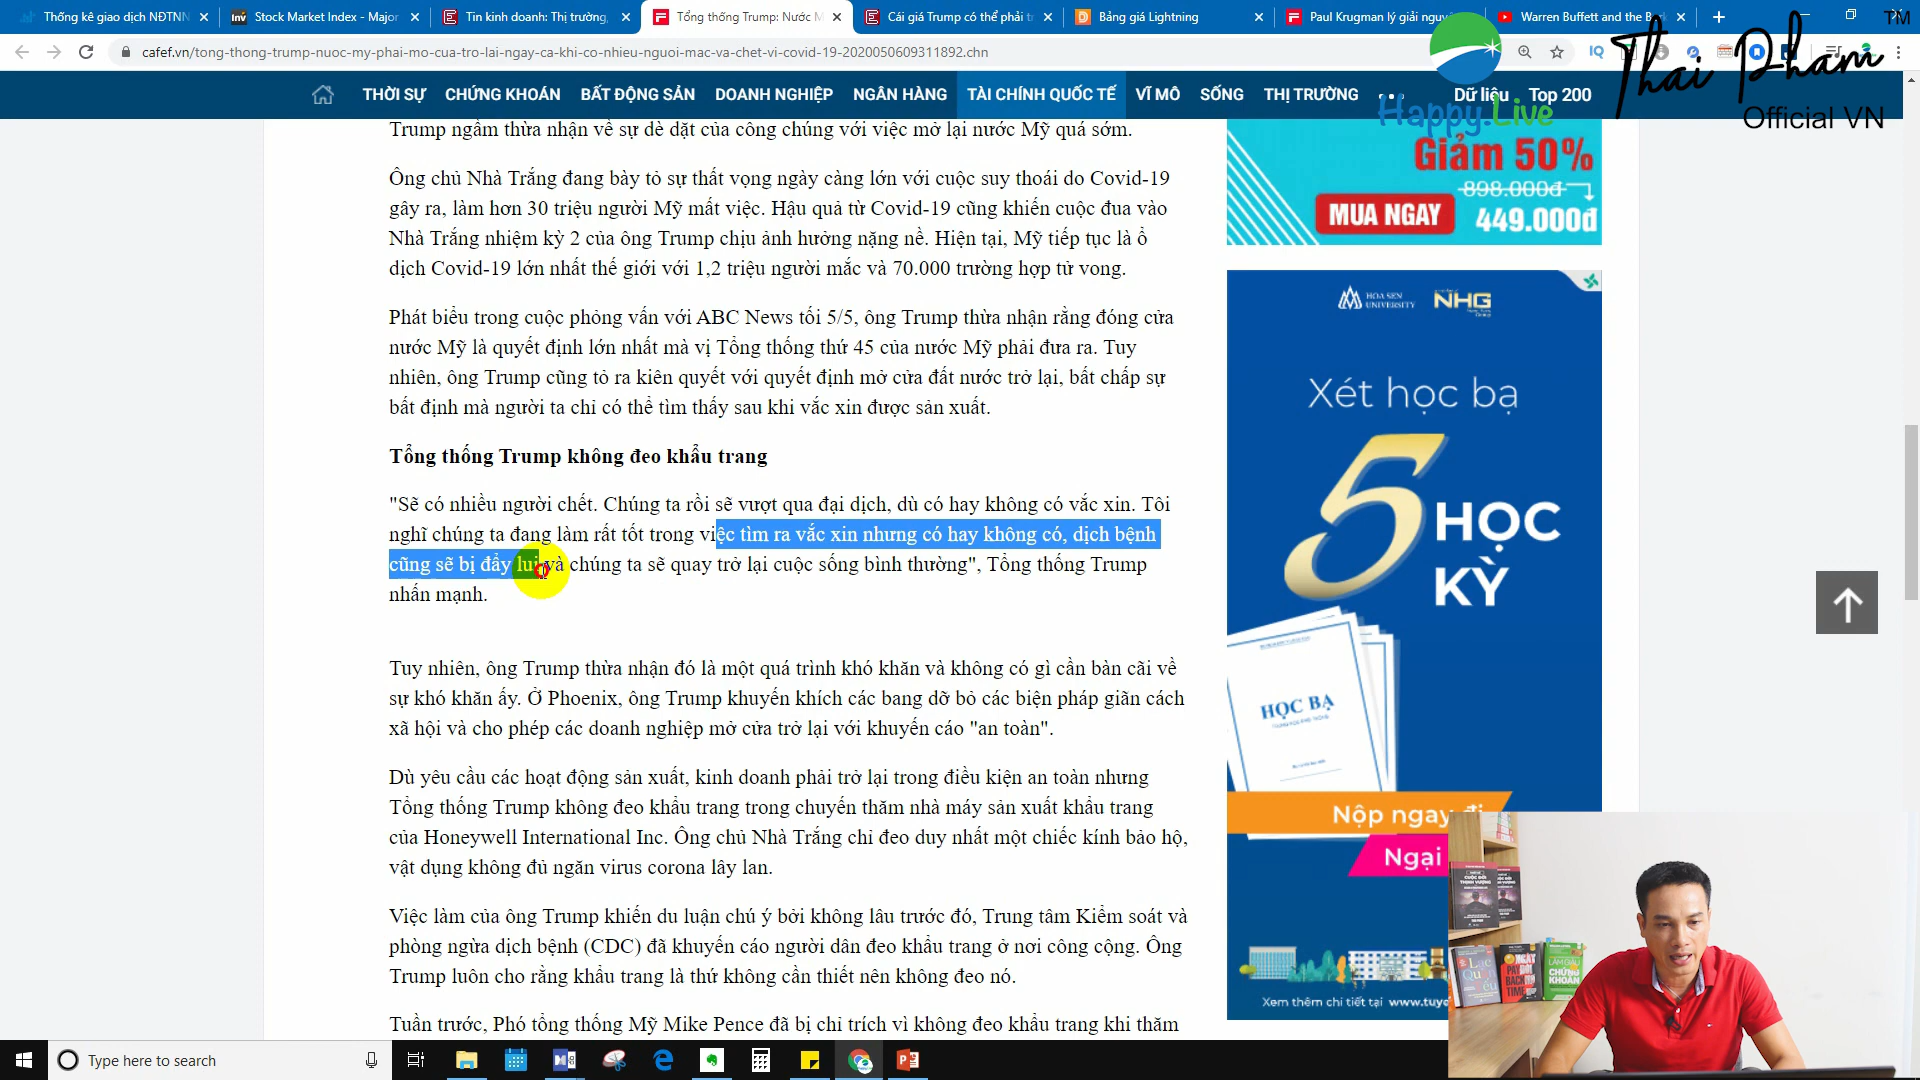 Thống kê giao dịch NĐTNN
Stock Market Index - Major
Tin kinh doanh: Thị trường,
Tổng thống Trump: Nước M
Cái giá Trump có thể phải t
Bảng giá Lightning
Paul Krugman lý giải nguy
Warren Buffett and the B
cafef.vn/tong-thong-trump-nuoc-my-phai-mo-cua-tro-lai-ngay-ca-khi-co-nhieu-nguoi-mac-va-chet-vi-covid-19-2020050609311892.chn
Thai Pham
TM
Official VN
Happy.Live
THỜI SỰ CHỨNG KHOÁN BẤT ĐỘNG SẢN DOANH NGHIỆP NGÂN HÀNG TÀI CHÍNH QUỐC TẾ VĨ MÔ SỐNG THỊ TRƯỜNG ... Dữ liệu Top 200
Trump ngầm thừa nhận về sự dè dặt của công chúng với việc mở lại nước Mỹ quá sớm.
Ông chủ Nhà Trắng đang bày tỏ sự thất vọng ngày càng lớn với cuộc suy thoái do Covid-19
gây ra, làm hơn 30 triệu người Mỹ mất việc. Hậu quả từ Covid-19 cũng khiến cuộc đua vào
Nhà Trắng nhiệm kỳ 2 của ông Trump chịu ảnh hưởng nặng nề. Hiện tại, Mỹ tiếp tục là ổ
dịch Covid-19 lớn nhất thế giới với 1,2 triệu người mắc và 70.000 trường hợp tử vong.
Phát biểu trong cuộc phỏng vấn với ABC News tối 5/5, ông Trump thừa nhận rằng đóng cửa
nước Mỹ là quyết định lớn nhất mà vị Tổng thống thứ 45 của nước Mỹ phải đưa ra. Tuy
nhiên, ông Trump cũng tỏ ra kiên quyết với quyết định mở cửa đất nước trở lại, bất chấp sự
bất định mà người ta chỉ có thể tìm thấy sau khi vắc xin được sản xuất.
Tổng thống Trump không đeo khẩu trang
"Sẽ có nhiều người chết. Chúng ta rồi sẽ vượt qua đại dịch, dù có hay không có vắc xin. Tôi
nghĩ chúng ta đang làm rất tốt trong việc tìm ra vắc xin nhưng có hay không có, dịch bệnh
cũng sẽ bị đẩy lui và chúng ta sẽ quay trở lại cuộc sống bình thường", Tổng thống Trump
nhấn mạnh.
Tuy nhiên, ông Trump thừa nhận đó là một quá trình khó khăn và không có gì cần bàn cãi về
sự khó khăn ấy. Ở Phoenix, ông Trump khuyến khích các bang dỡ bỏ các biện pháp giãn cách
xã hội và cho phép các doanh nghiệp mở cửa trở lại với khuyến cáo "an toàn".
Dù yêu cầu các hoạt động sản xuất, kinh doanh phải trở lại trong điều kiện an toàn nhưng
Tổng thống Trump không đeo khẩu trang trong chuyến thăm nhà máy sản xuất khẩu trang
của Honeywell International Inc. Ông chủ Nhà Trắng chỉ đeo duy nhất một chiếc kính bảo hộ,
vật dụng không đủ ngăn virus corona lây lan.
Việc làm của ông Trump khiến dư luận chú ý bởi không lâu trước đó, Trung tâm Kiểm soát và
phòng ngừa dịch bệnh (CDC) đã khuyến cáo người dân đeo khẩu trang ở nơi công cộng. Ông
Trump luôn cho rằng khẩu trang là thứ không cần thiết nên không đeo nó.
Tuần trước, Phó tổng thống Mỹ Mike Pence đã bị chỉ trích vì không đeo khẩu trang khi thăm
Giảm 50%
898.000đ
MUA NGAY 449.000đ
HOA SEN
UNIVERSITY
NHG
Xét học bạ
5 HỌC
KỲ
HỌC BẠ
Nộp ngay đi
Ngại
Xem thêm chi tiết tại www.tuy
CUỘC ĐỜI
THỊNH VƯỢNG
Lạc
Quan
PAYBACK
TIME
LÀM GIÀU
CHỨNG
KHOÁN
Type here to search